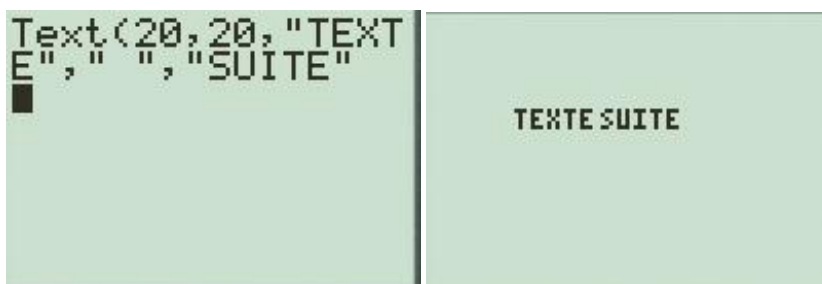 Text(20,20,"TEXT
E"," ","SUITE"
TEXTE SUITE